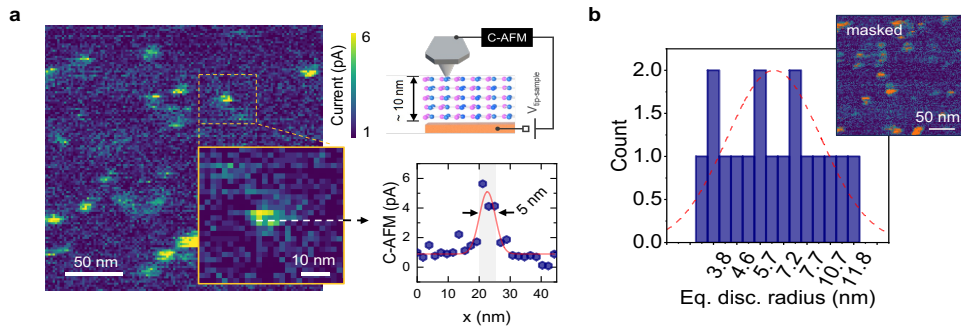 a
6
Current (pA)
1
50 nm
10 nm
C-AFM
~ 10 nm
Vtip-sample
C-AFM (pA)
6
4
2
0
5 nm
0 10 20 30 40
x (nm)
b
masked
50 nm
Count
2.0
1.5
1.0
0.5
0.0
3.8 4.6 5.7 7.2 7.7 10.7 11.8
Eq. disc. radius (nm)